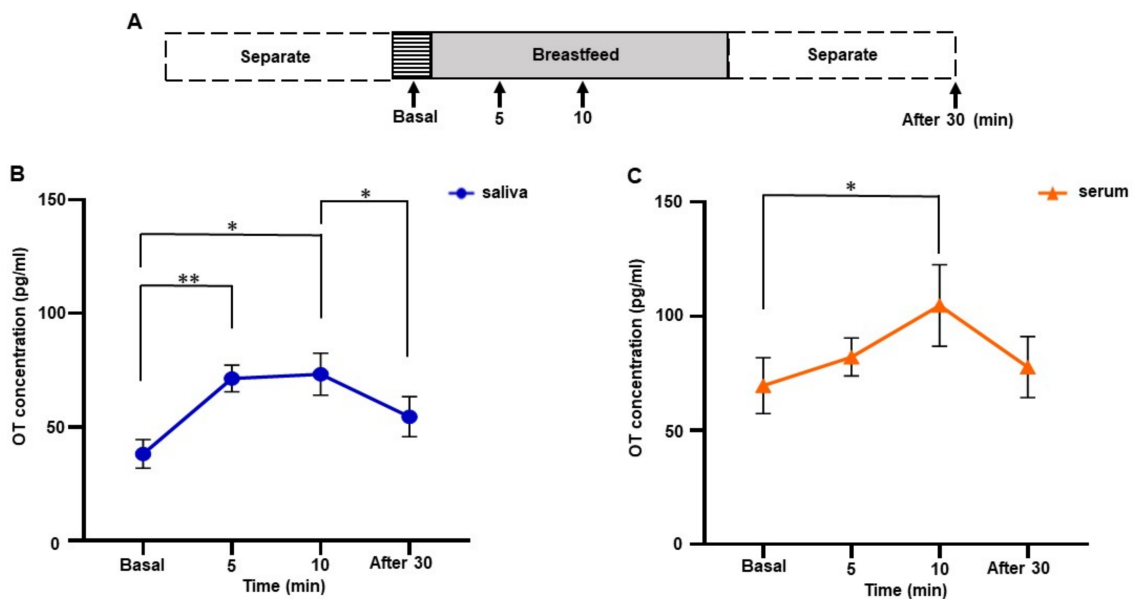 A
Separate Breastfeed Separate
Basal 5 10 After 30 (min)
B
saliva
OT concentration (pg/ml)
150
100
50
0
*
*
**
Basal 5 10 After 30
Time (min)
C
serum
OT concentration (pg/ml)
150
100
50
0
*
Basal 5 10 After 30
Time (min)